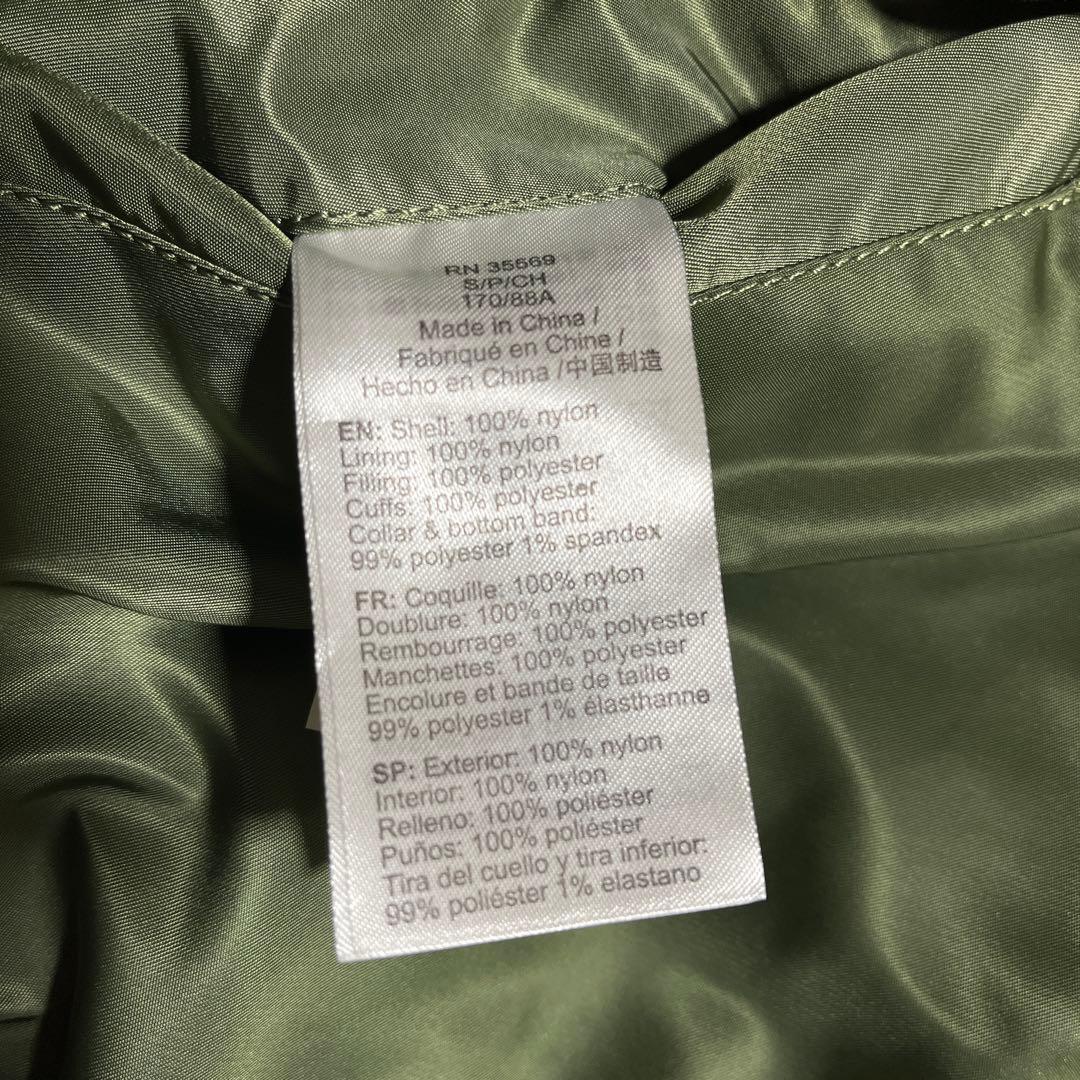 RN 35569
S/P/CH
170/88A
Made in China /
Fabriqué en Chine /
Hecho en China /中国制造
EN: Shell: 100% nylon
Lining: 100% nylon
Filling: 100% polyester
Cuffs: 100% polyester
Collar & bottom band:
99% polyester 1% spandex
FR: Coquille: 100% nylon
Doublure: 100% nylon
Rembourrage: 100% polyester
Manchettes: 100% polyester
Encolure et bande de taille
99% polyester 1% élasthanne
SP: Exterior: 100% nylon
Interior: 100% nylon
Relleno: 100% poliéster
Puños: 100% poliéster
Tira del cuello y tira inferior:
99% poliéster 1% elastano